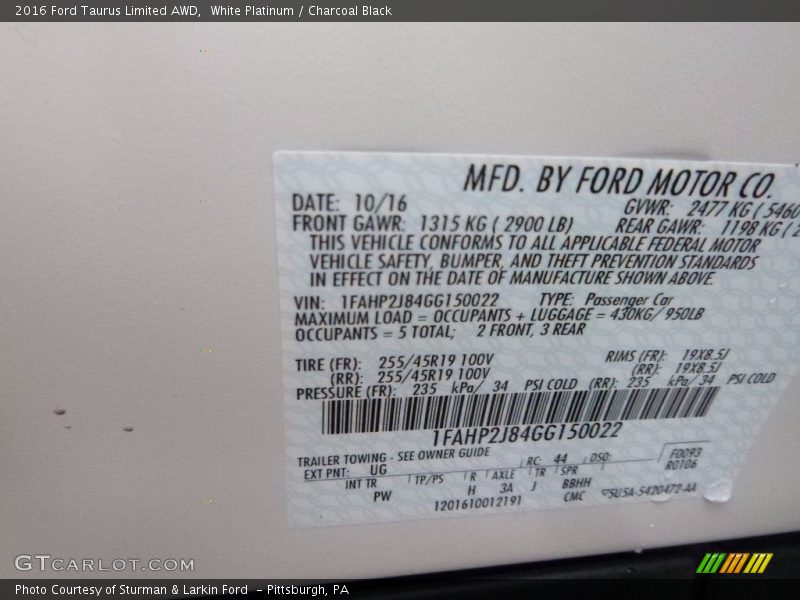 2016 Ford Taurus Limited AWD,  White Platinum / Charcoal Black
MFD. BY FORD MOTOR CO.
DATE: 10/16
GVWR: 2477 KG ( 5460
FRONT GAWR: 1315 KG ( 2900 LB)
REAR GAWR: 1198 KG ( 2
THIS VEHICLE CONFORMS TO ALL APPLICABLE FEDERAL MOTOR
VEHICLE SAFETY, BUMPER, AND THEFT PREVENTION STANDARDS
IN EFFECT ON THE DATE OF MANUFACTURE SHOWN ABOVE.
VIN: 1FAHP2J84GG150022 TYPE: Passenger Car
MAXIMUM LOAD = OCCUPANTS + LUGGAGE = 430KG/ 950LB
OCCUPANTS = 5 TOTAL; 2 FRONT, 3 REAR
TIRE (FR): 255/45R19 100V RIMS (FR): 19X8.5J
(RR): 255/45R19 100V (RR): 19X8.5J
PRESSURE (FR): 235 kPa/ 34 PSI COLD (RR): 235 kPa/ 34 PSI COLD
1FAHP2J84GG150022
TRAILER TOWING - SEE OWNER GUIDE
EXT PNT: UG RC: 44 DSO: F0093
R0106
INT TR TP/PS R AXLE TR SPR
PW H 3A J BBHH
1201610012191 CMC ▽5U5A-5420472-AA
GTCARLOT.COM
Photo Courtesy of Sturman & Larkin Ford  - Pittsburgh, PA